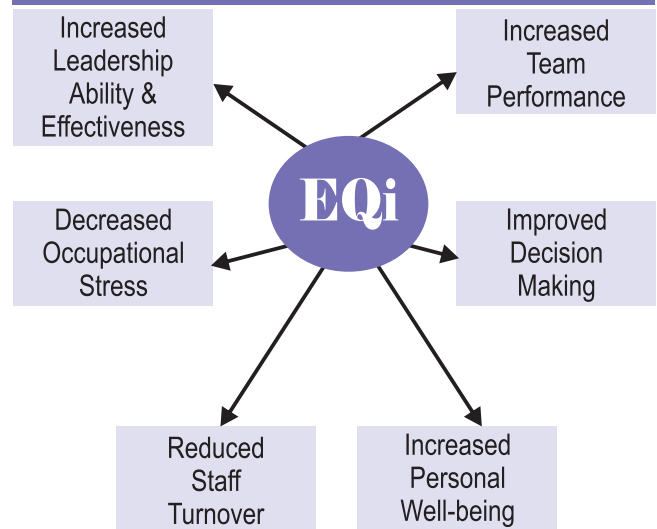 Increased
Leadership
Ability &
Effectiveness
Increased
Team
Performance
EQi
Decreased
Occupational
Stress
Improved
Decision
Making
Reduced
Staff
Turnover
Increased
Personal
Well-being